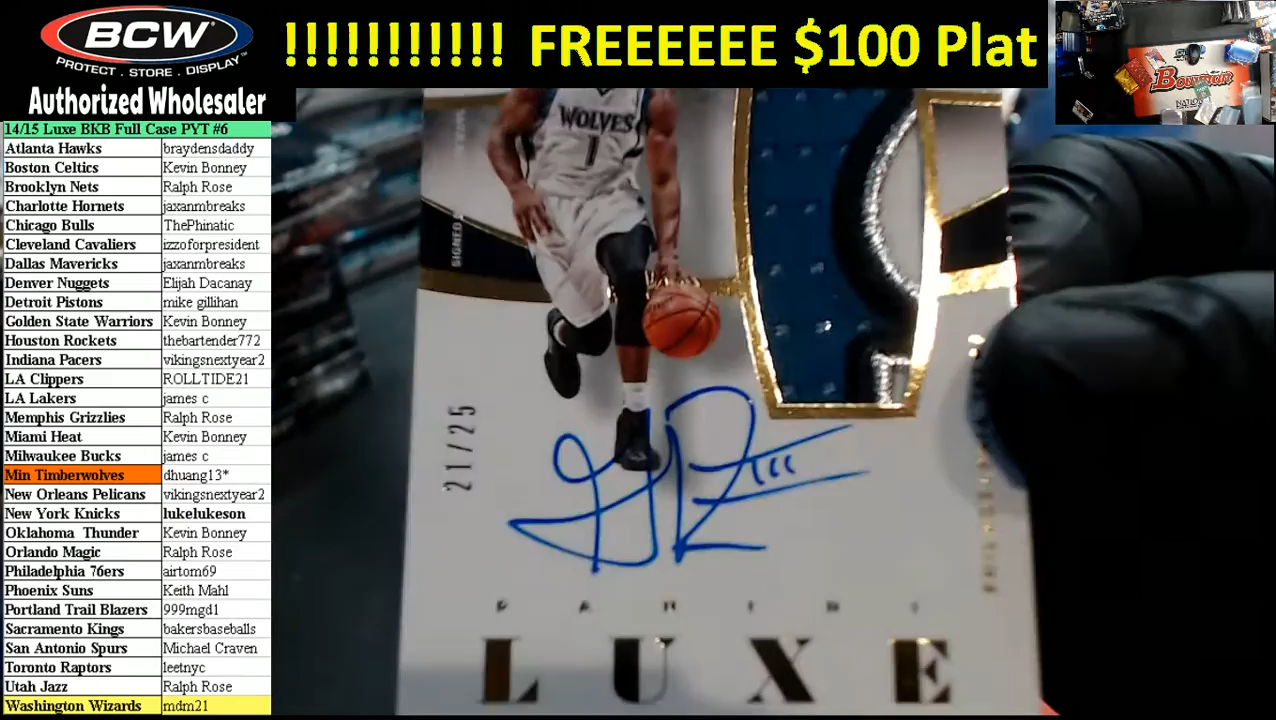 BCW
PROTECT . STORE . DISPLAY™
Authorized Wholesaler
!!!!!!!!!!! FREEEEEE $100 Plat
14/15 Luxe BKB Full Case PYT #6
Atlanta Hawks braydensdaddy
Boston Celtics Kevin Bonney
Brooklyn Nets Ralph Rose
Charlotte Hornets jaxanmbreaks
Chicago Bulls ThePhinatic
Cleveland Cavaliers izzoforpresident
Dallas Mavericks jaxanmbreaks
Denver Nuggets Elijah Dacanay
Detroit Pistons mike gillihan
Golden State Warriors Kevin Bonney
Houston Rockets thebartender772
Indiana Pacers vikingsnextyear2
LA Clippers ROLLTIDE21
LA Lakers james c
Memphis Grizzlies Ralph Rose
Miami Heat Kevin Bonney
Milwaukee Bucks james c
Min Timberwolves dhuang13*
New Orleans Pelicans vikingsnextyear2
New York Knicks lukelukeson
Oklahoma Thunder Kevin Bonney
Orlando Magic Ralph Rose
Philadelphia 76ers airtom69
Phoenix Suns Keith Mahl
Portland Trail Blazers 999mgd1
Sacramento Kings bakersbaseballs
San Antonio Spurs Michael Craven
Toronto Raptors leetnyc
Utah Jazz Ralph Rose
Washington Wizards mdm21
WOLVES
1
SIGNED
21/25
PANINI
LUXE
Bowman